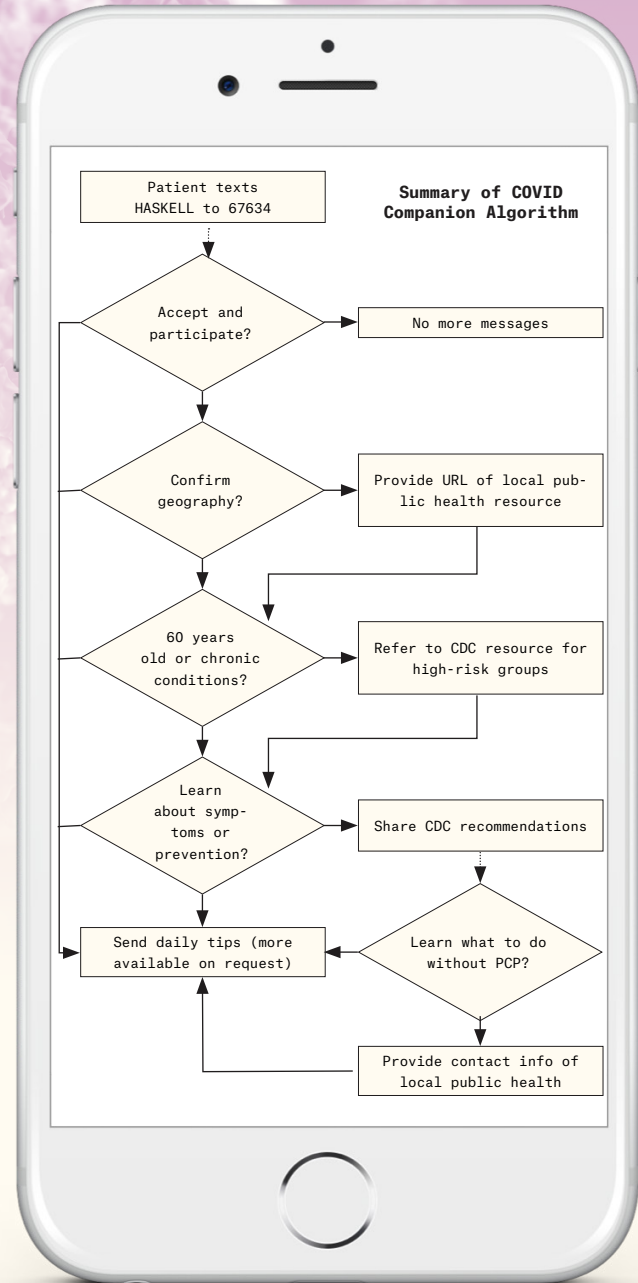 Patient texts
HASKELL to 67634
Summary of COVID
Companion Algorithm
Accept and
participate?
No more messages
Confirm
geography?
Provide URL of local pub-
lic health resource
60 years
old or chronic
conditions?
Refer to CDC resource for
high-risk groups
Learn
about symp-
toms or
prevention?
Share CDC recommendations
Send daily tips (more
available on request)
Learn what to do
without PCP?
Provide contact info of
local public health